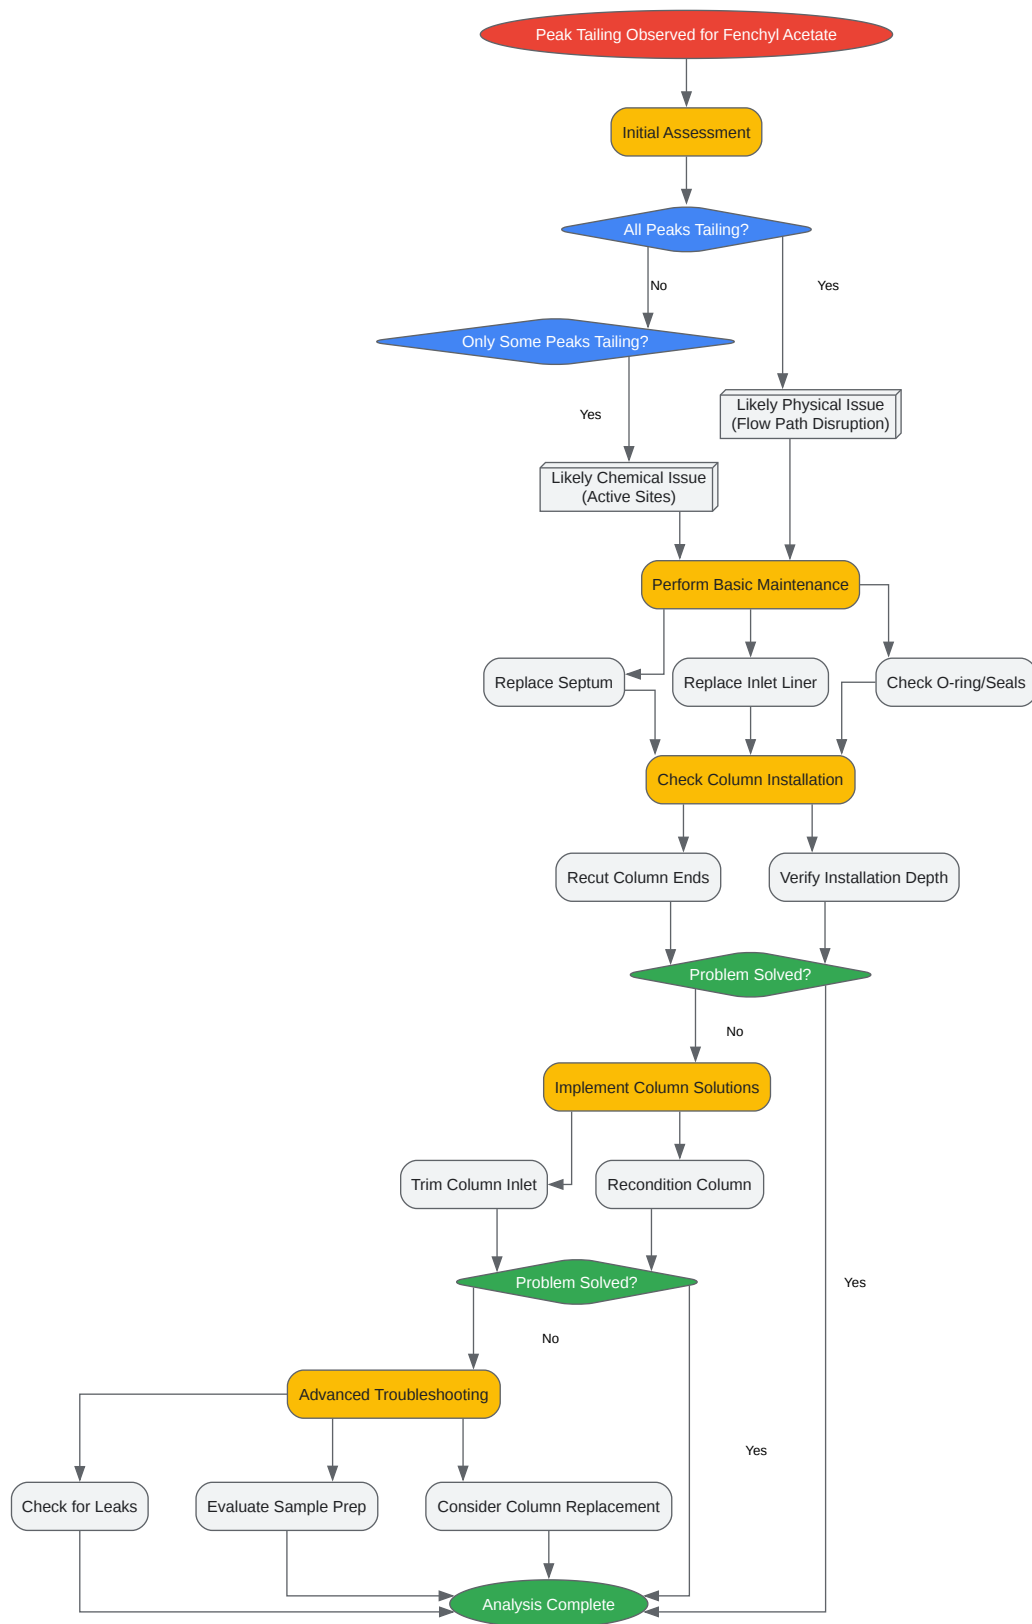 Peak Tailing Observed for Fenchyl Acetate
Initial Assessment
All Peaks Tailing?
No
Yes
Only Some Peaks Tailing?
Likely Physical Issue
(Flow Path Disruption)
Yes
Likely Chemical Issue
(Active Sites)
Perform Basic Maintenance
Replace Septum
Replace Inlet Liner
Check O-ring/Seals
Check Column Installation
Recut Column Ends
Verify Installation Depth
Problem Solved?
No
Implement Column Solutions
Trim Column Inlet
Recondition Column
Problem Solved?
Yes
No
Advanced Troubleshooting
Yes
Check for Leaks
Evaluate Sample Prep
Consider Column Replacement
Analysis Complete